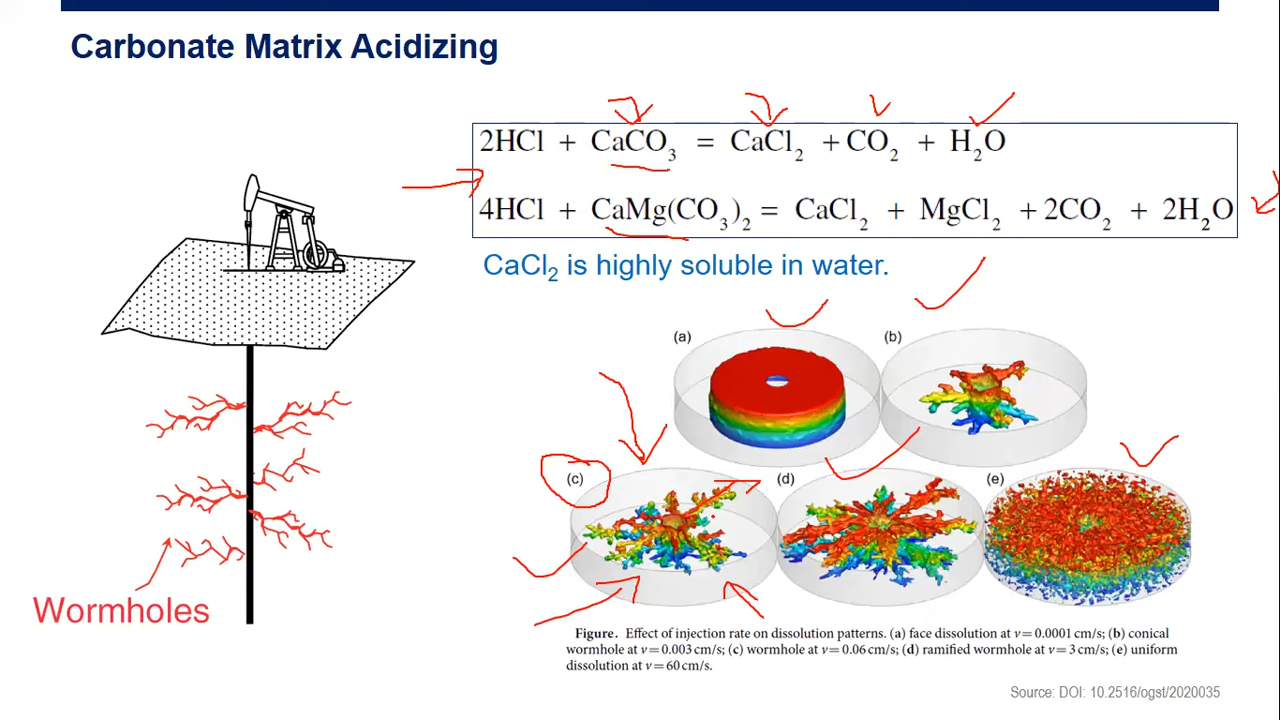 Carbonate Matrix Acidizing
2HCl + CaCO₃ = CaCl₂ + CO₂ + H₂O
4HCl + CaMg(CO₃)₂ = CaCl₂ + MgCl₂ + 2CO₂ + 2H₂O
CaCl₂ is highly soluble in water.
(a)
(b)
(c)
(d)
(e)
Wormholes
Figure. Effect of injection rate on dissolution patterns. (a) face dissolution at v=0.0001 cm/s; (b) conical
wormhole at v=0.003 cm/s; (c) wormhole at v=0.06 cm/s; (d) ramified wormhole at v=3 cm/s; (e) uniform
dissolution at v=60 cm/s.
Source: DOI: 10.2516/ogst/2020035